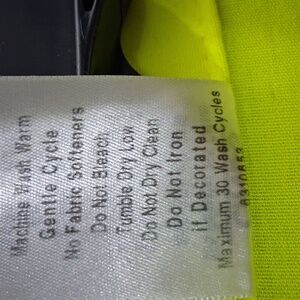 Machine Wash Warm
Gentle Cycle
No Fabric Softeners
Do Not Bleach
Tumble Dry Low
Do Not Dry Clean
Do Not Iron
if Decorated
Maximum 30 Wash Cycles